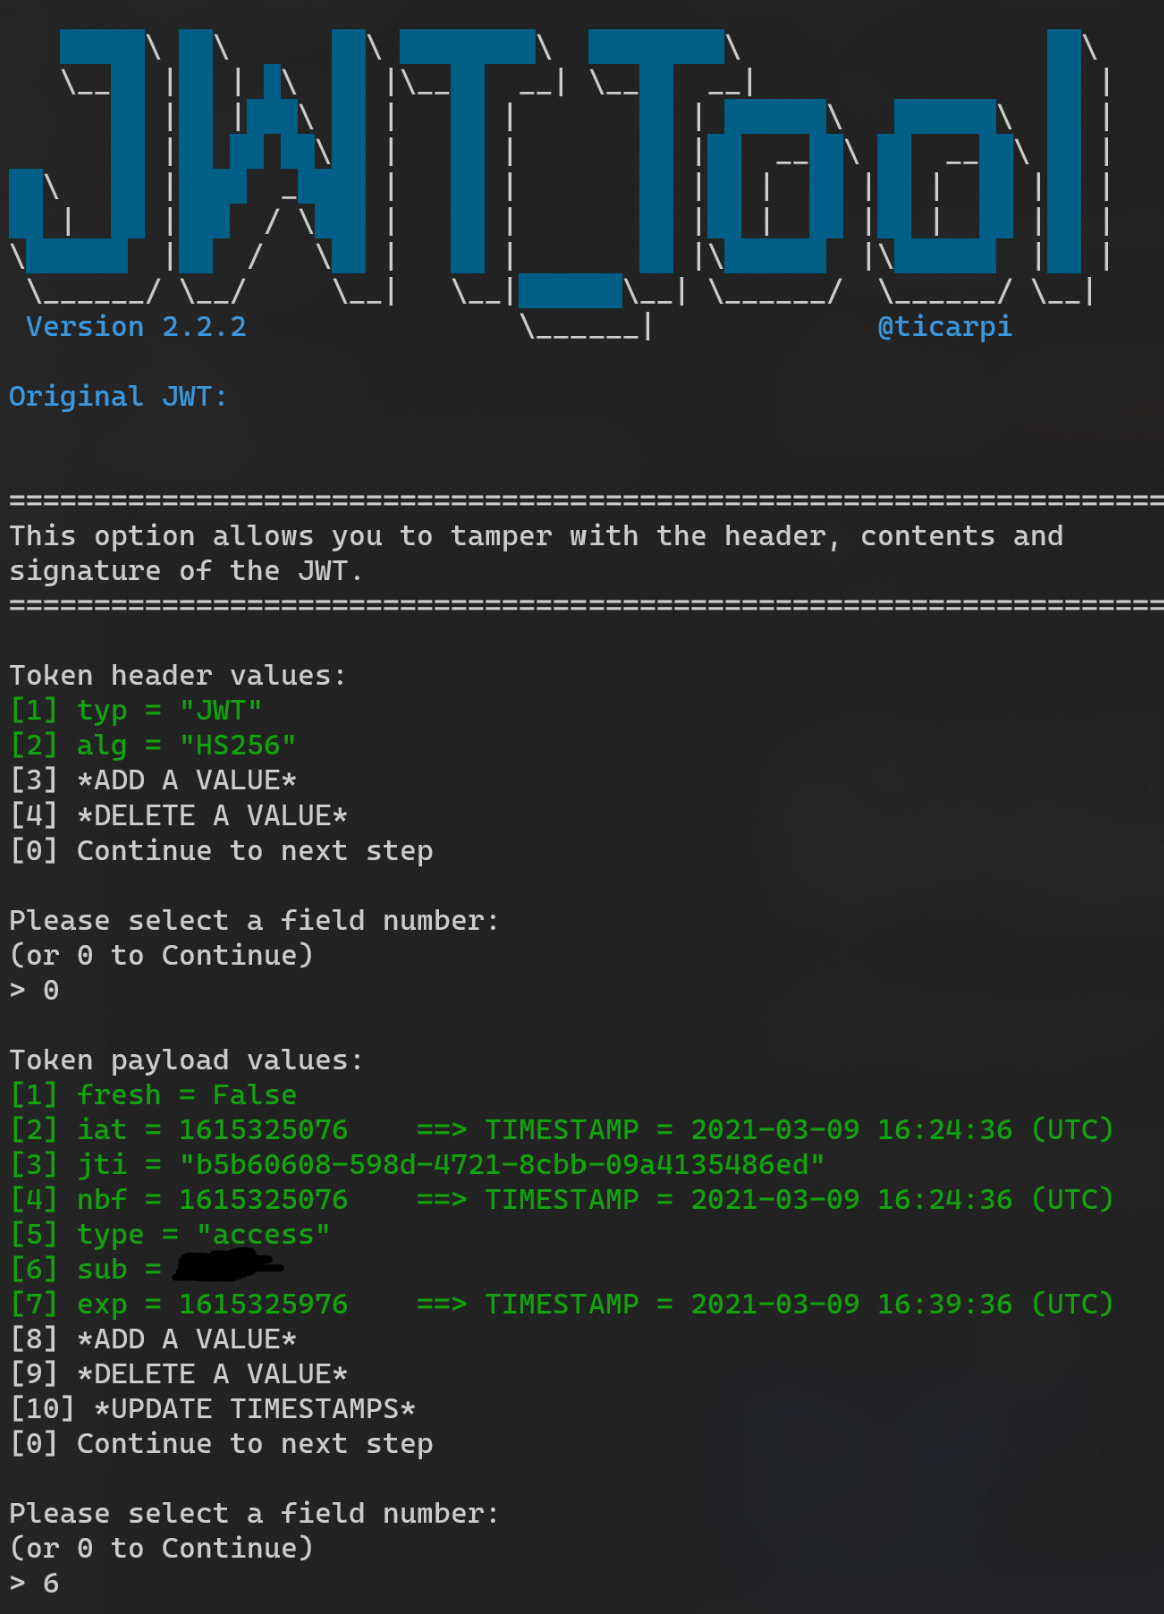 JWT_Tool
Version 2.2.2 @ticarpi
Original JWT:
=====================================================================
This option allows you to tamper with the header, contents and
signature of the JWT.
=====================================================================
Token header values:
[1] typ = "JWT"
[2] alg = "HS256"
[3] *ADD A VALUE*
[4] *DELETE A VALUE*
[0] Continue to next step
Please select a field number:
(or 0 to Continue)
> 0
Token payload values:
[1] fresh = False
[2] iat = 1615325076    ==> TIMESTAMP = 2021-03-09 16:24:36 (UTC)
[3] jti = "b5b60608-598d-4721-8cbb-09a4135486ed"
[4] nbf = 1615325076    ==> TIMESTAMP = 2021-03-09 16:24:36 (UTC)
[5] type = "access"
[6] sub =
[7] exp = 1615325976    ==> TIMESTAMP = 2021-03-09 16:39:36 (UTC)
[8] *ADD A VALUE*
[9] *DELETE A VALUE*
[10] *UPDATE TIMESTAMPS*
[0] Continue to next step
Please select a field number:
(or 0 to Continue)
> 6